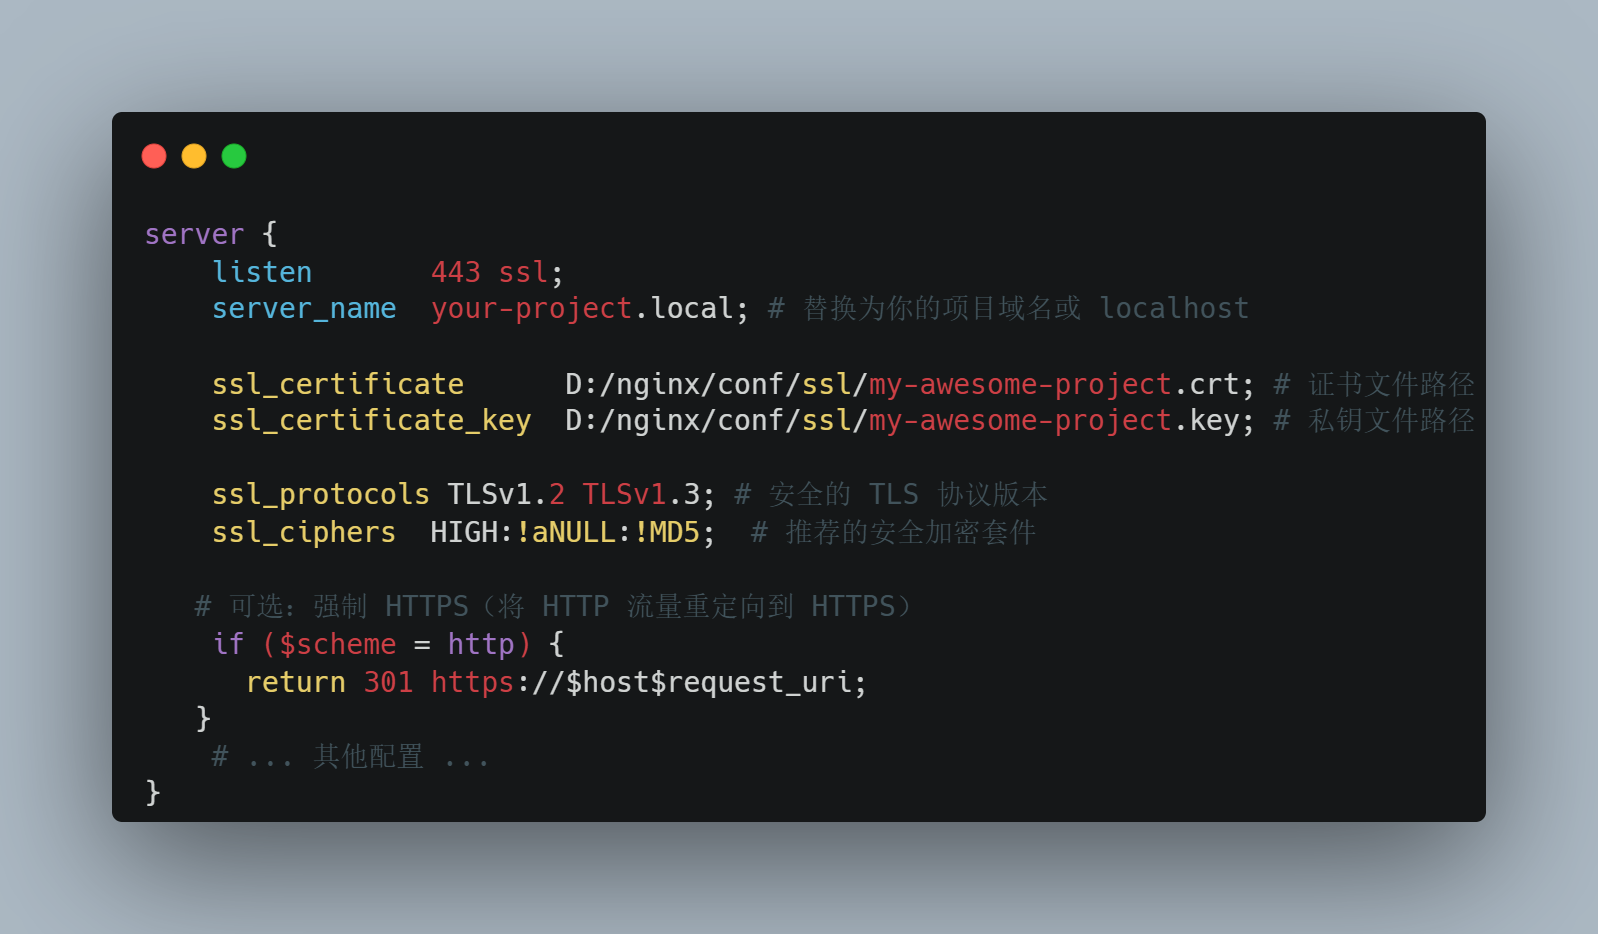 server {
    listen       443 ssl;
    server_name  your-project.local; # 替换为你的项目域名或 localhost

    ssl_certificate      D:/nginx/conf/ssl/my-awesome-project.crt; # 证书文件路径
    ssl_certificate_key  D:/nginx/conf/ssl/my-awesome-project.key; # 私钥文件路径

    ssl_protocols TLSv1.2 TLSv1.3; # 安全的 TLS 协议版本
    ssl_ciphers  HIGH:!aNULL:!MD5;  # 推荐的安全加密套件

   # 可选：强制 HTTPS（将 HTTP 流量重定向到 HTTPS）
    if ($scheme = http) {
      return 301 https://$host$request_uri;
   }
    # ... 其他配置 ...
}